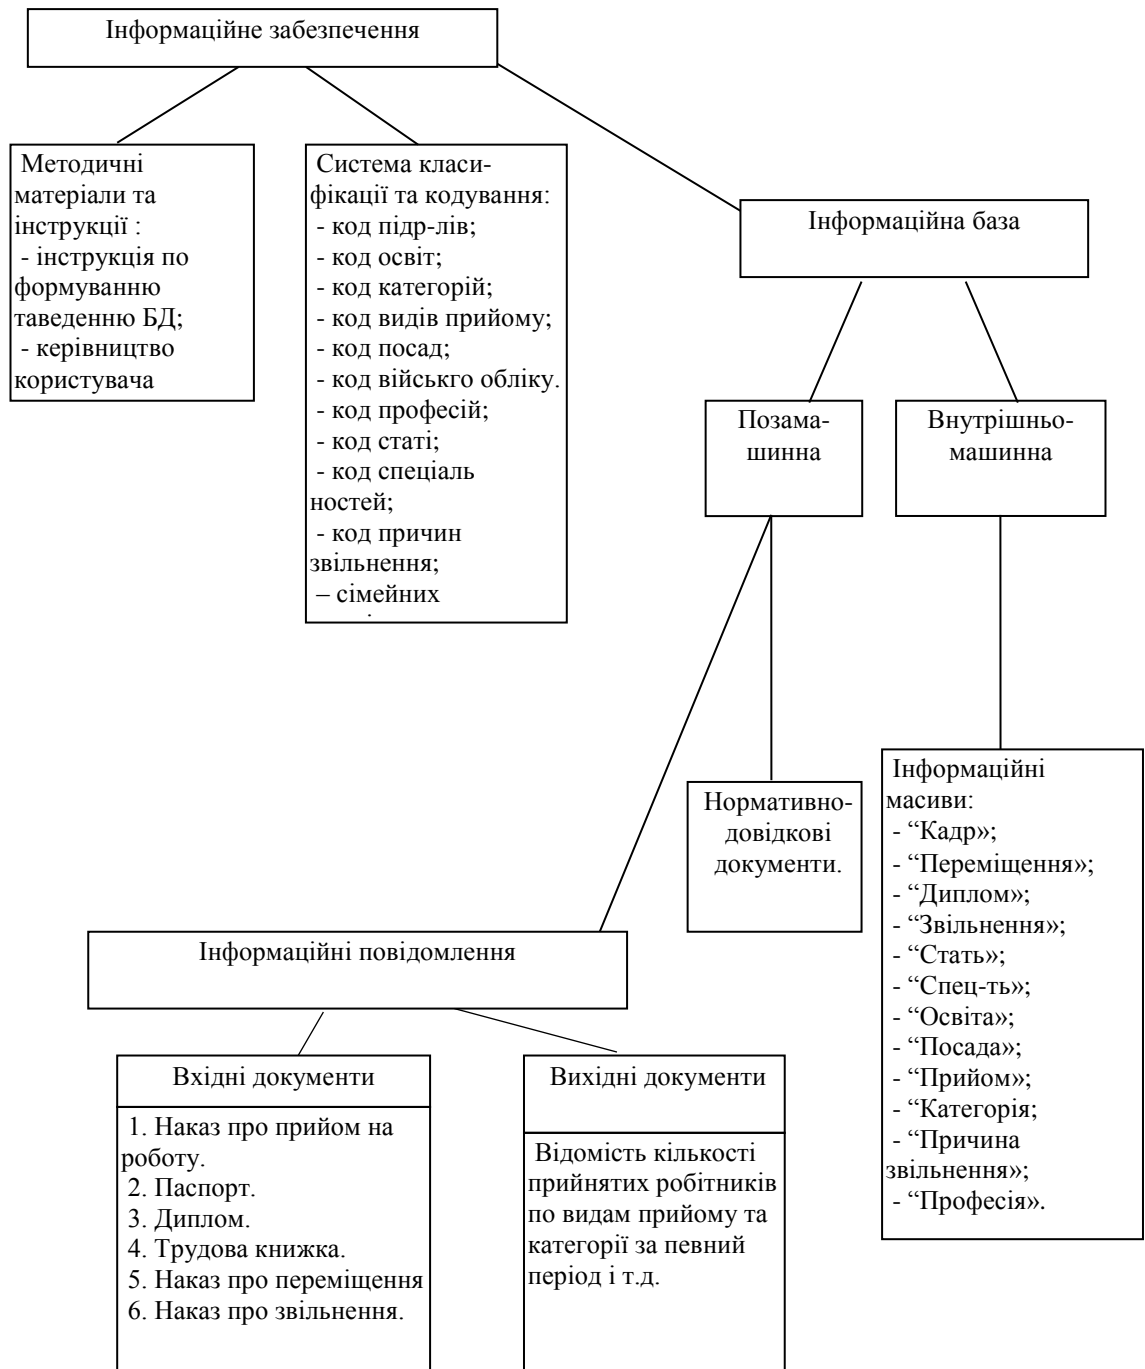 Інформаційне забезпечення
Методичні
матеріали та
інструкції :
- інструкція по
формуванню
таведенню БД;
- керівництво
користувача
Система класи-
фікації та кодування:
- код підр-лів;
- код освіт;
- код категорій;
- код видів прийому;
- код посад;
- код військго обліку.
- код професій;
- код статі;
- код спеціаль
ностей;
- код причин
звільнення;
– сімейних
Інформаційна база
Позама-
шинна
Внутрішньо-
машинна
Нормативно-
довідкові
документи.
Інформаційні
масиви:
- “Кадр»;
- “Переміщення»;
- “Диплом»;
- “Звільнення»;
- “Стать»;
- “Спец-ть»;
- “Освіта»;
- “Посада»;
- “Прийом»;
- “Категорія;
- “Причина
звільнення»;
- “Професія».
Інформаційні повідомлення
Вхідні документи
1. Наказ про прийом на
роботу.
2. Паспорт.
3. Диплом.
4. Трудова книжка.
5. Наказ про переміщення
6. Наказ про звільнення.
Вихідні документи
Відомість кількості
прийнятих робітників
по видам прийому та
категорії за певний
період і т.д.